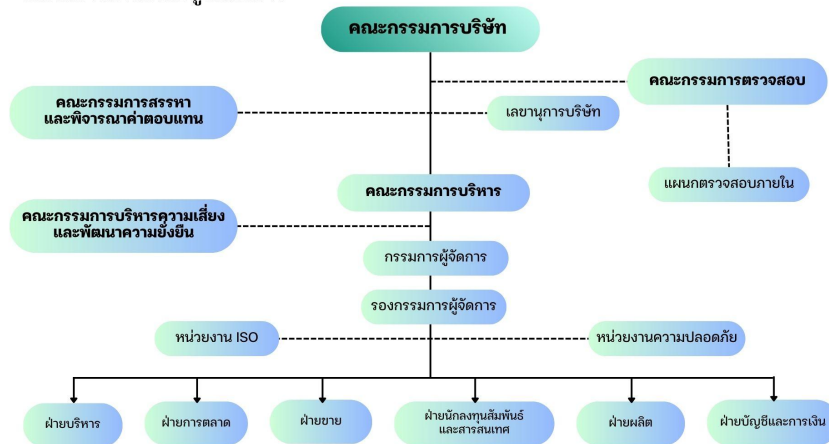 คณะกรรมการบริษัท
คณะกรรมการตรวจสอบ
คณะกรรมการสรรหา
และพิจารณาค่าตอบแทน
เลขานุการบริษัท
แผนกตรวจสอบภายใน
คณะกรรมการบริหาร
คณะกรรมการบริหารความเสี่ยง
และพัฒนาความยั่งยืน
กรรมการผู้จัดการ
รองกรรมการผู้จัดการ
หน่วยงาน ISO
หน่วยงานความปลอดภัย
ฝ่ายบริหาร
ฝ่ายการตลาด
ฝ่ายขาย
ฝ่ายนักลงทุนสัมพันธ์
และสารสนเทศ
ฝ่ายผลิต
ฝ่ายบัญชีและการเงิน